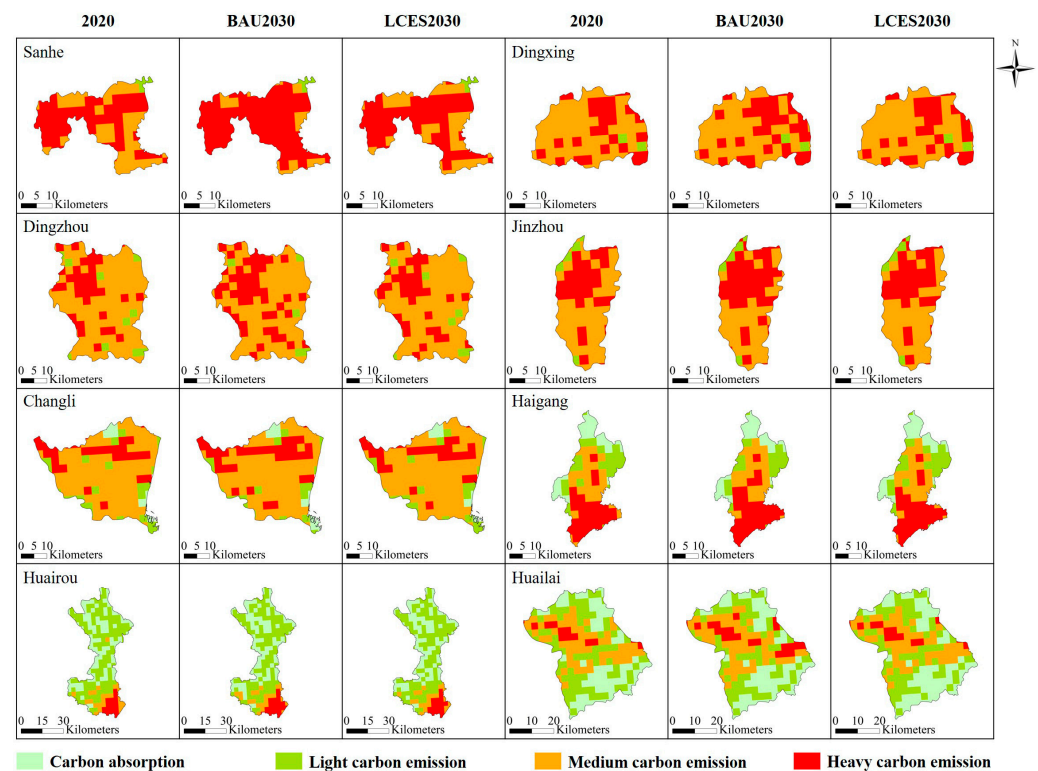 2020 BAU2030 LCES2030 2020 BAU2030 LCES2030
N
Sanhe Dingxing
0 5 10 0 5 10 0 5 10 0 5 10 0 5 10 0 5 10
Kilometers Kilometers Kilometers Kilometers Kilometers Kilometers
Dingzhou Jinzhou
0 5 10 0 5 10 0 5 10 0 5 10 0 5 10 0 5 10
Kilometers Kilometers Kilometers Kilometers Kilometers Kilometers
Changli Haigang
0 5 10 0 5 10 0 5 10 0 5 10 0 5 10 0 5 10
Kilometers Kilometers Kilometers Kilometers Kilometers Kilometers
Huairou Huailai
0 15 30 0 15 30 0 15 30 0 10 20 0 10 20 0 10 20
Kilometers Kilometers Kilometers Kilometers Kilometers Kilometers
Carbon absorption Light carbon emission Medium carbon emission Heavy carbon emission